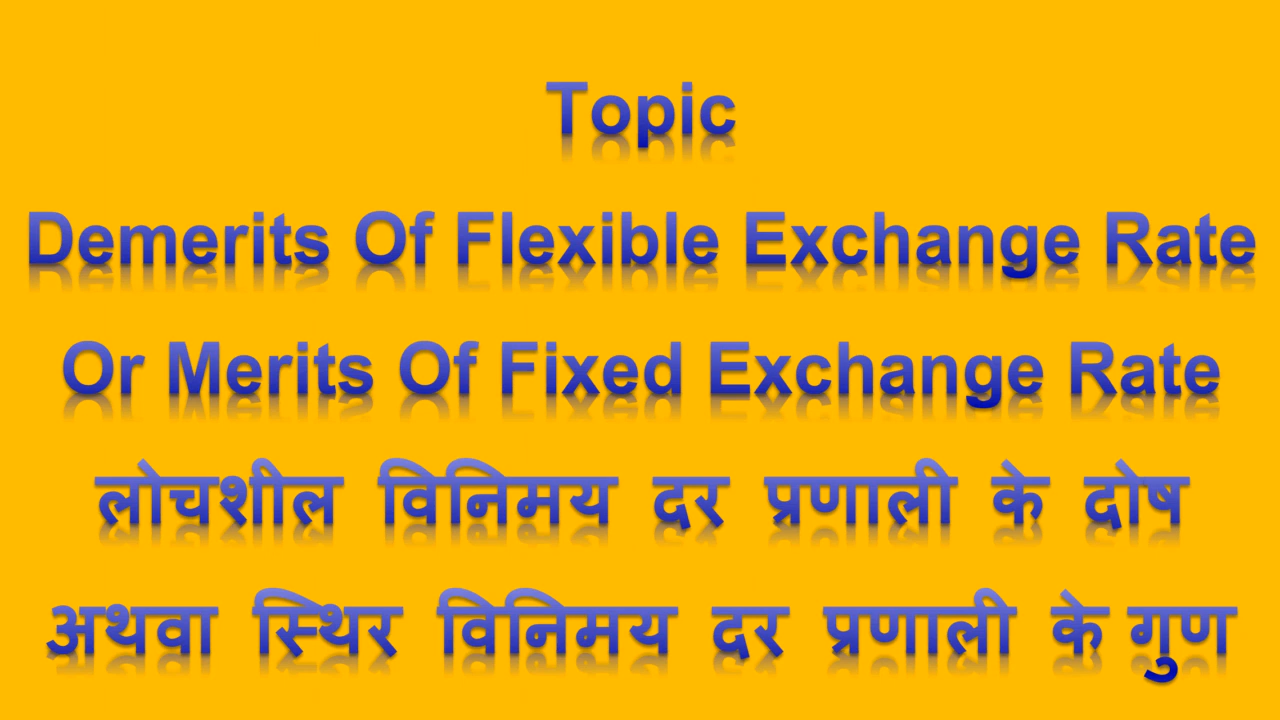 Topic
Demerits Of Flexible Exchange Rate
Or Merits Of Fixed Exchange Rate
लोचशील विनिमय दर प्रणाली के दोष
अथवा स्थिर विनिमय दर प्रणाली के गुण